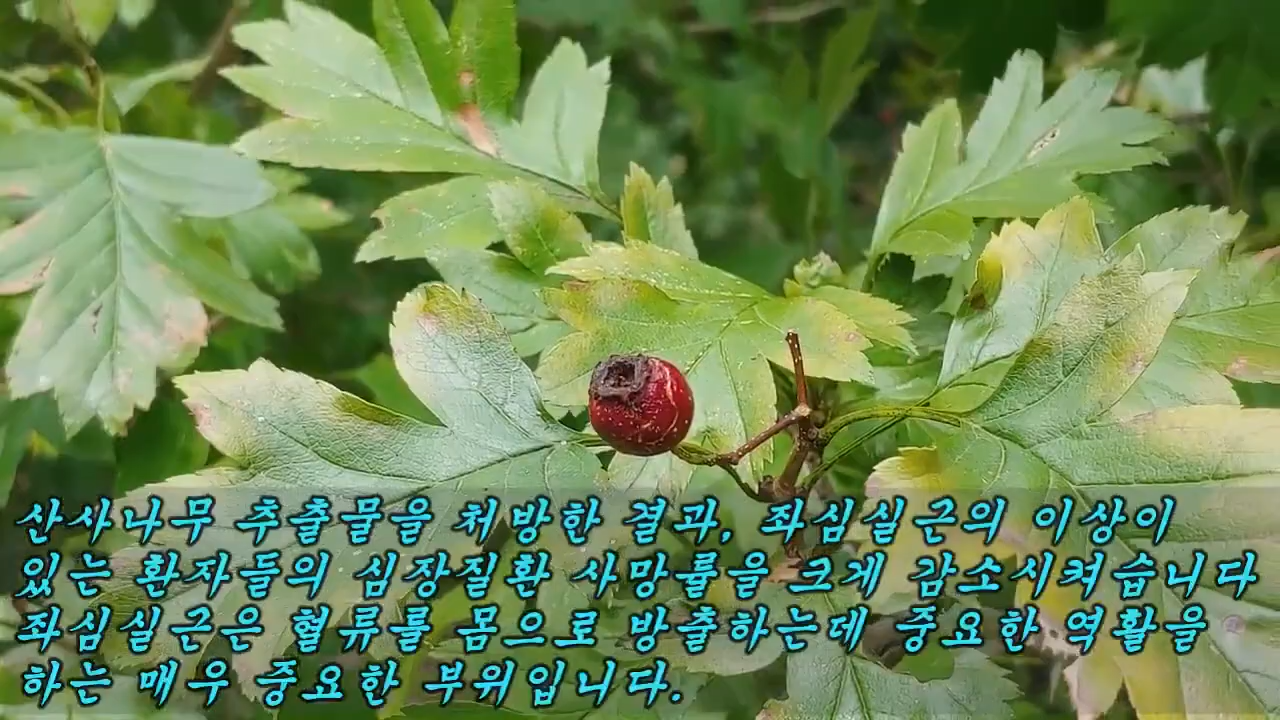 산사나무 추출물을 처방한 결과, 좌심실근의 이상이
있는 환자들의 심장질환 사망률을 크게 감소시켜습니다
좌심실근은 혈류를 몸으로 방출하는데 중요한 역활을
하는 매우 중요한 부위입니다.